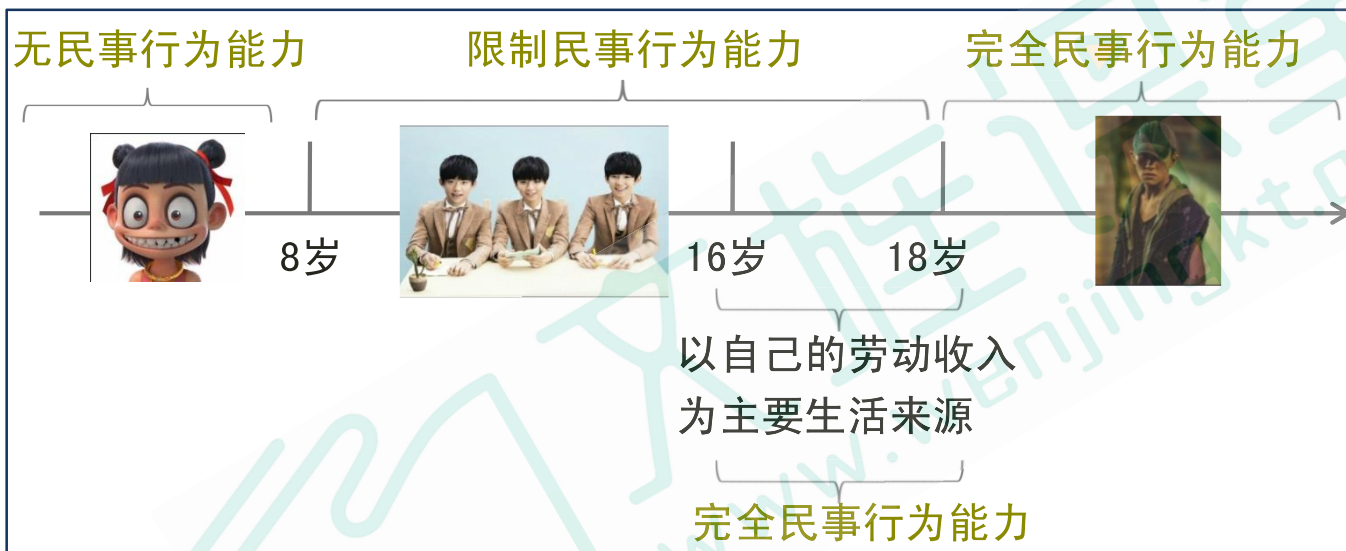 无民事行为能力
限制民事行为能力
完全民事行为能力
8岁
16岁
18岁
以自己的劳动收入
为主要生活来源
完全民事行为能力
www.wenjingkt.c